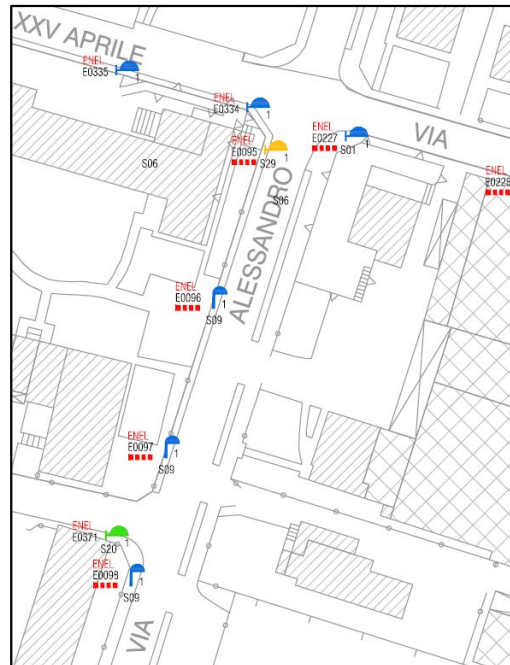 XXV APRILE
ENEL
E0335
1
E0334
1
ENEL
E0095
S29
1
ENEL
E0227
S01
1
VIA
ENEL
E0228
S06
S06
ALESSANDRO
ENEL
E0096
S09
1
ENEL
E0097
S09
1
ENEL
E0371
S20
1
ENEL
E0098
S09
1
VIA